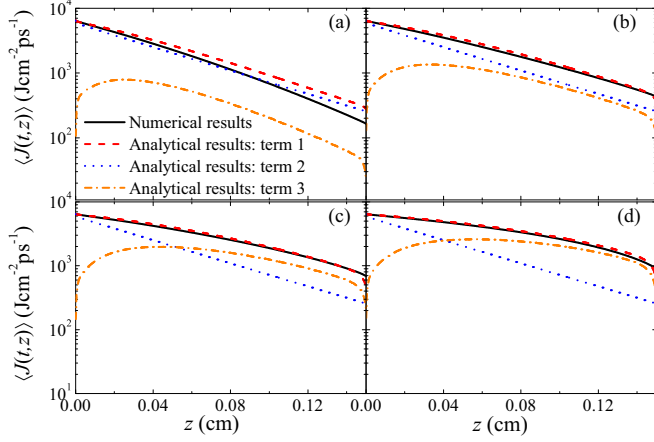 10⁴
(a)
(b)
10³
10²
10¹
⟨J(t,z)⟩ (Jcm⁻²ps⁻¹)
Numerical results
Analytical results: term 1
Analytical results: term 2
Analytical results: term 3
10⁴
(c)
(d)
10³
10²
10¹
⟨J(t,z)⟩ (Jcm⁻²ps⁻¹)
0.00 0.04 0.08 0.12 0.00 0.04 0.08 0.12
z (cm) z (cm)